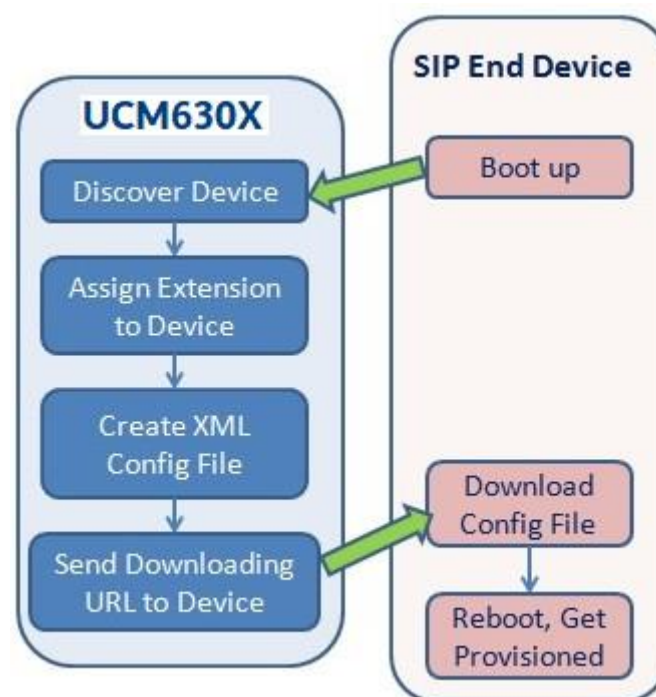 UCM630X
Discover Device
Assign Extension
to Device
Create XML
Config File
Send Downloading
URL to Device
SIP End Device
Boot up
Download
Config File
Reboot, Get
Provisioned